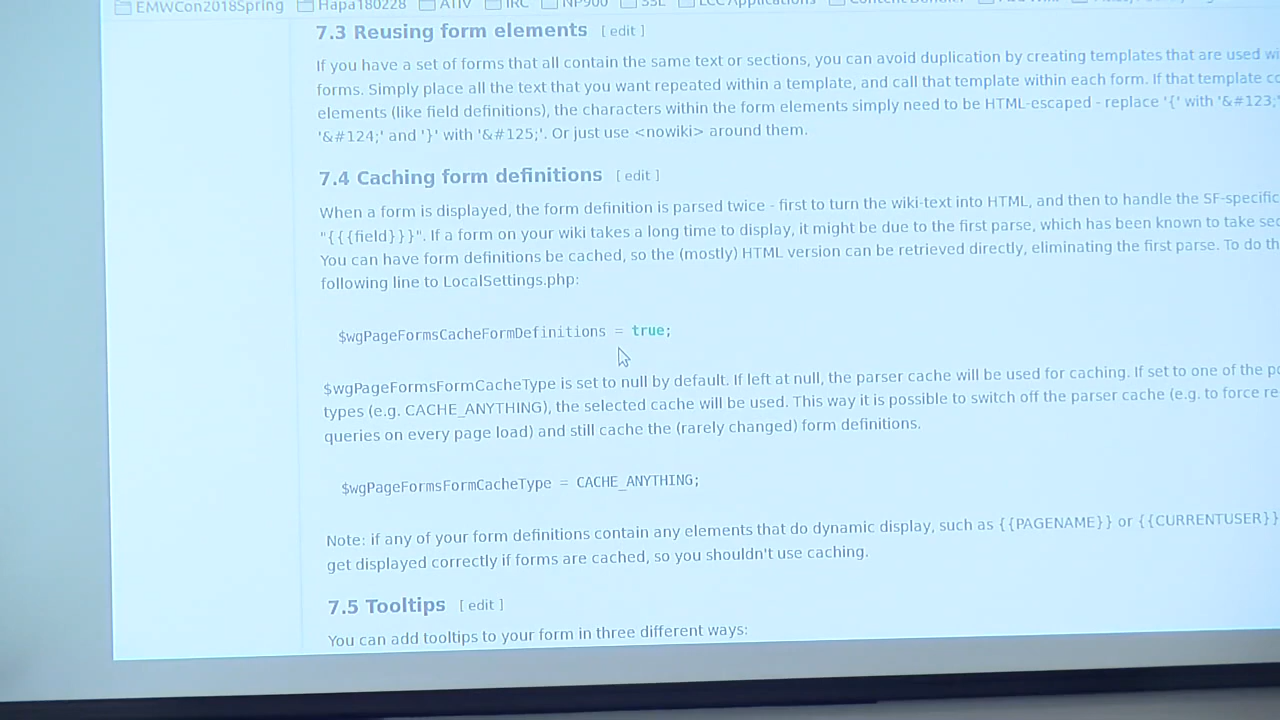 EMWCon2018Spring Hapa180228 ATIV IRC NP900 SSL
7.3 Reusing form elements [ edit ]
If you have a set of forms that all contain the same text or sections, you can avoid duplication by creating templates that are used
forms. Simply place all the text that you want repeated within a template, and call that template within each form. If that template
elements (like field definitions), the characters within the form elements simply need to be HTML-escaped - replace '{' with '&#123;'
'&#124;' and '}' with '&#125;'. Or just use <nowiki> around them.
7.4 Caching form definitions [ edit ]
When a form is displayed, the form definition is parsed twice - first to turn the wiki-text into HTML, and then to handle the SF-specific
"{{{field}}}". If a form on your wiki takes a long time to display, it might be due to the first parse, which has been known to take
You can have form definitions be cached, so the (mostly) HTML version can be retrieved directly, eliminating the first parse. To do
following line to LocalSettings.php:
$wgPageFormsCacheFormDefinitions = true;
$wgPageFormsFormCacheType is set to null by default. If left at null, the parser cache will be used for caching. If set to one of the
types (e.g. CACHE_ANYTHING), the selected cache will be used. This way it is possible to switch off the parser cache (e.g. to force
queries on every page load) and still cache the (rarely changed) form definitions.
$wgPageFormsFormCacheType = CACHE_ANYTHING;
Note: if any of your form definitions contain any elements that do dynamic display, such as {{PAGENAME}} or {{CURRENTUSER}}
get displayed correctly if forms are cached, so you shouldn't use caching.
7.5 Tooltips [ edit ]
You can add tooltips to your form in three different ways: